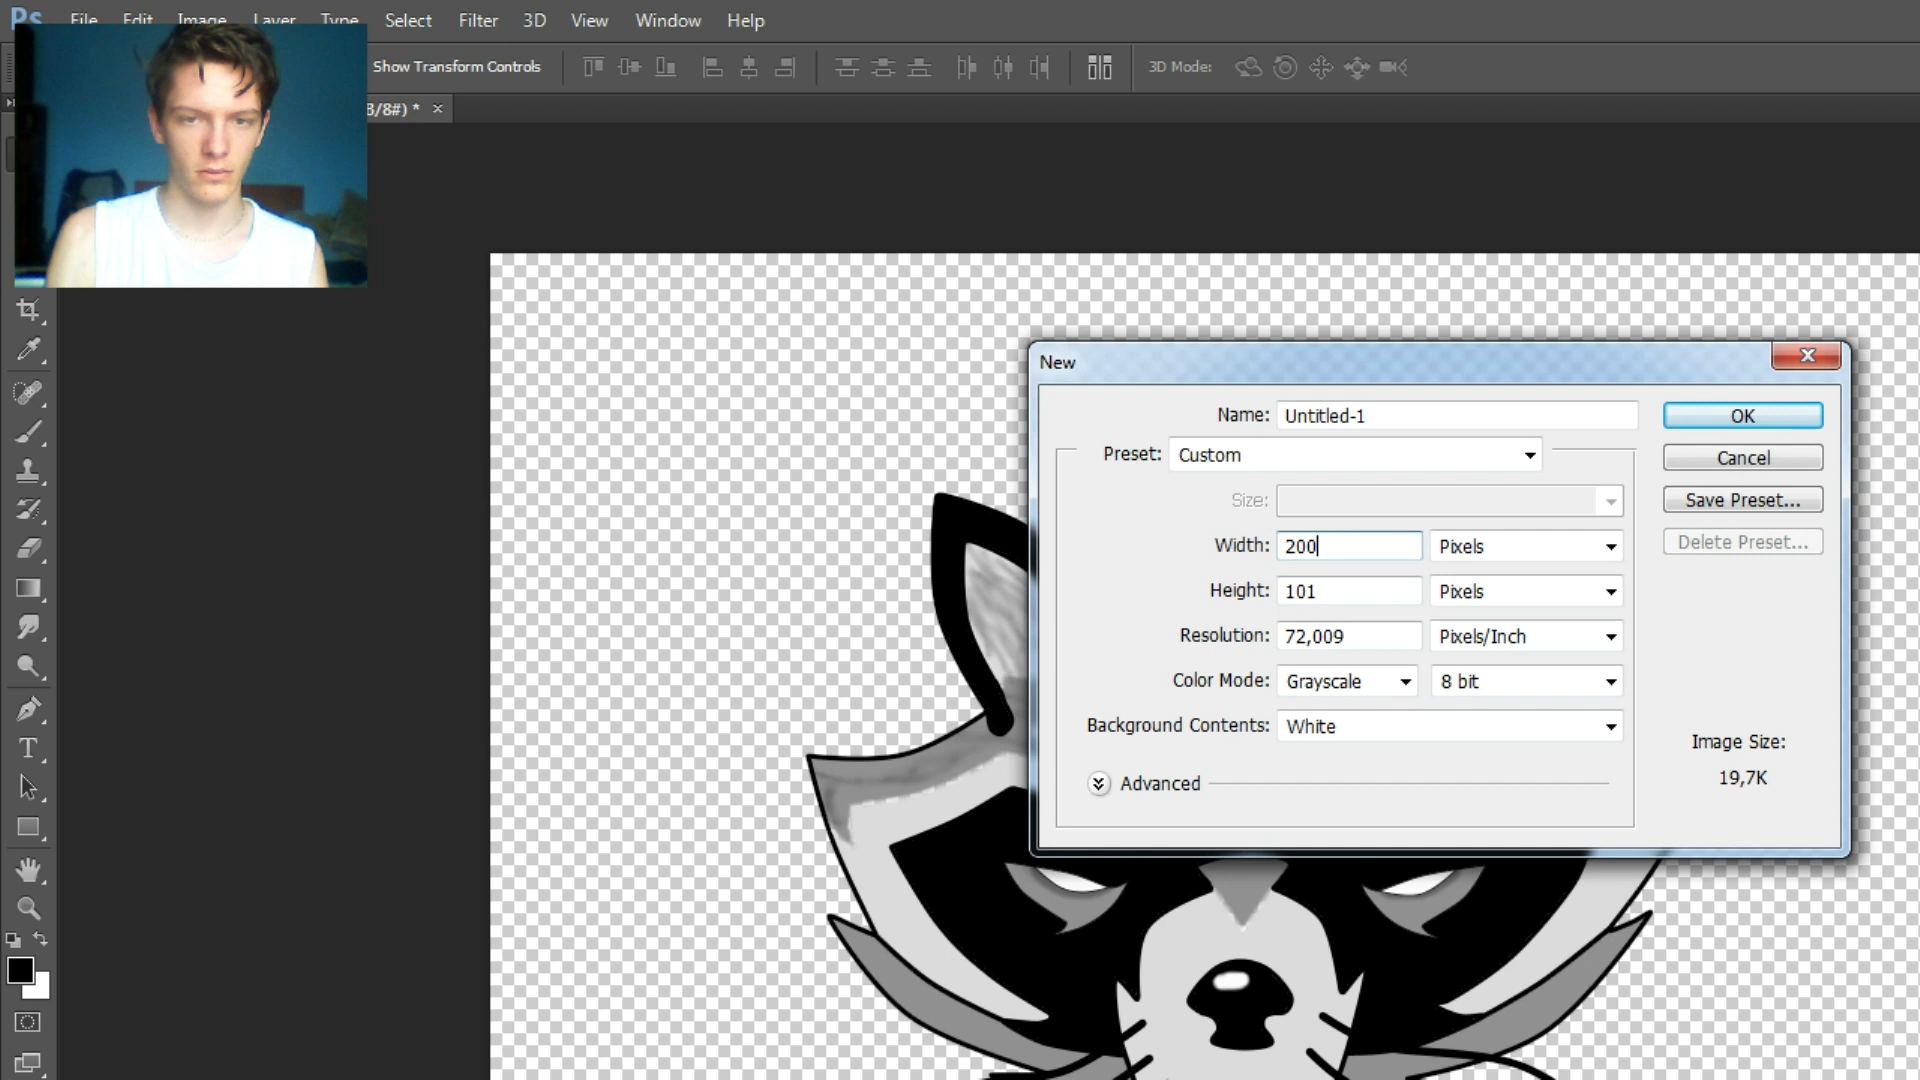 Ps File Edit Image Layer Type Select Filter 3D View Window Help
Show Transform Controls 3D Mode:
8/8#) * ×
New
Name: Untitled-1 OK
Preset: Custom Cancel
Size: Save Preset...
Width: 200 Pixels Delete Preset...
Height: 101 Pixels
Resolution: 72,009 Pixels/Inch
Color Mode: Grayscale 8 bit
Background Contents: White
Image Size:
Advanced 19,7K